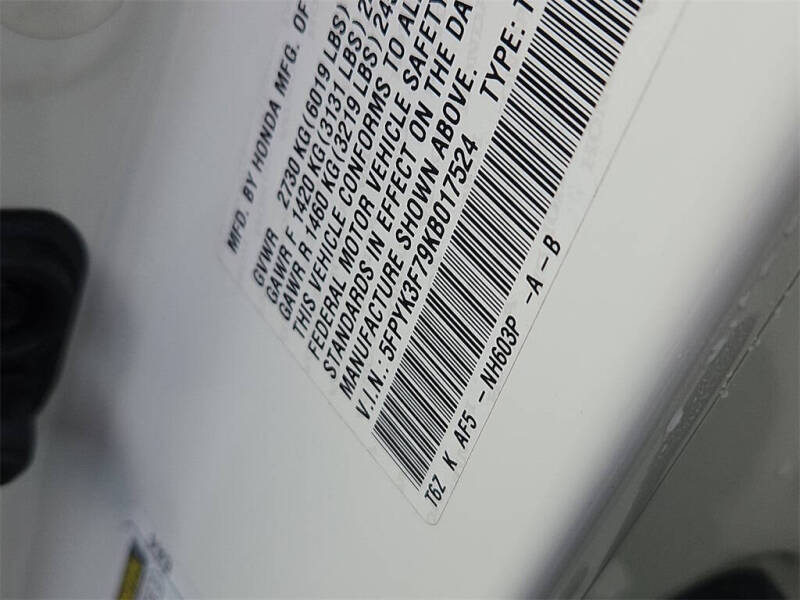 MFD. BY HONDA MFG. OF
GVWR 2730 KG(6019 LBS)
GAWR F 1420 KG(3131 LBS)
GAWR R 1460 KG(3219 LBS)
THIS VEHICLE CONFORMS TO AL
FEDERAL MOTOR VEHICLE SAFETY
STANDARDS IN EFFECT ON THE DA
MANUFACTURE SHOWN ABOVE.
V.I.N.: 5FPYK3F79KB017524 TYPE: T
T6Z K AF5 -NH603P -A-B